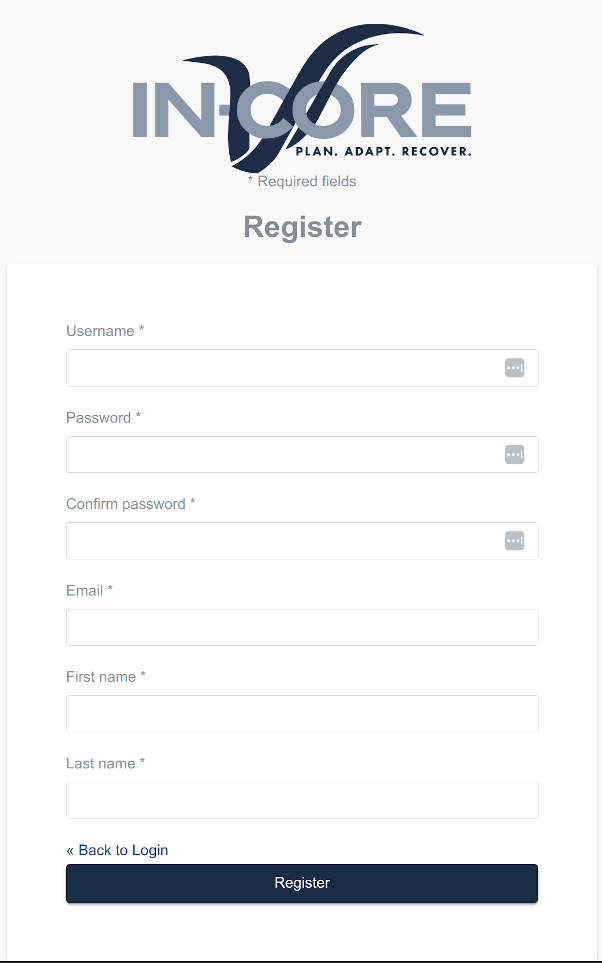 IN-CORE
PLAN. ADAPT. RECOVER.
* Required fields
Register
Username *
Password *
Confirm password *
Email *
First name *
Last name *
« Back to Login
Register